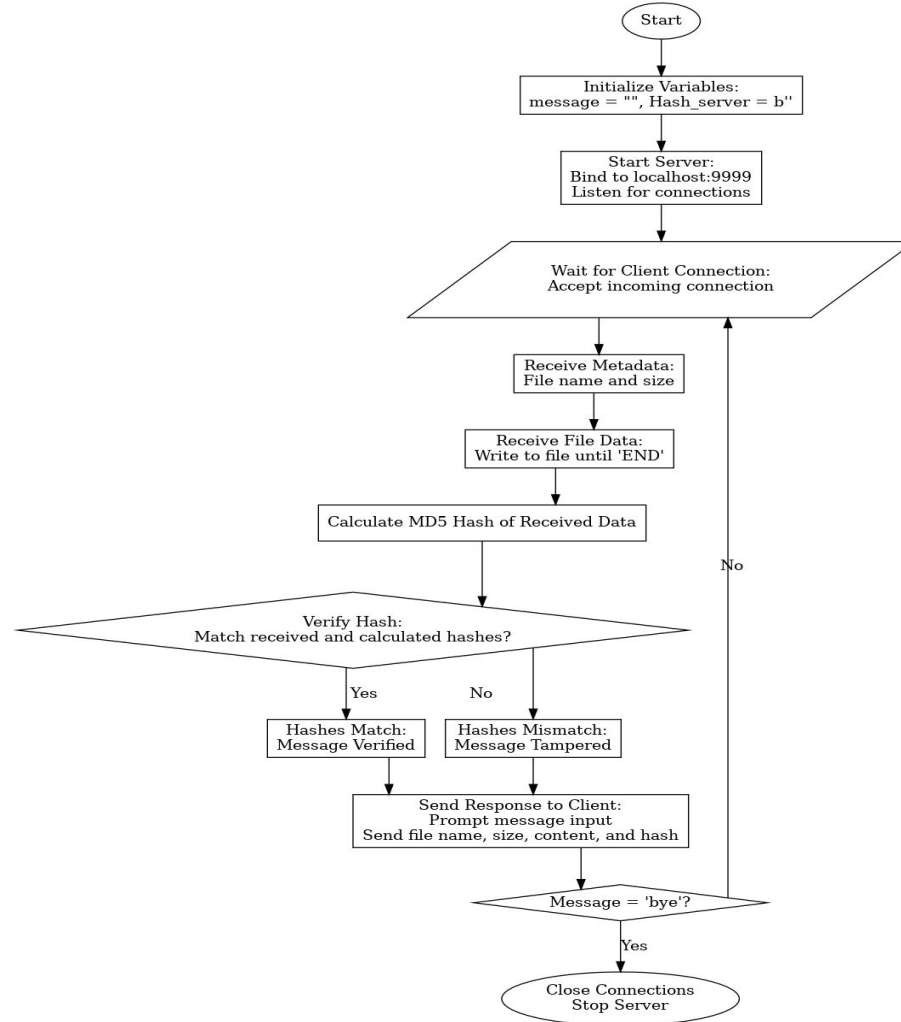 Start
Initialize Variables:
message = "", Hash_server = b''
Start Server:
Bind to localhost:9999
Listen for connections
Wait for Client Connection:
Accept incoming connection
Receive Metadata:
File name and size
Receive File Data:
Write to file until 'END'
Calculate MD5 Hash of Received Data
No
Verify Hash:
Match received and calculated hashes?
Yes
No
Hashes Match:
Message Verified
Hashes Mismatch:
Message Tampered
Send Response to Client:
Prompt message input
Send file name, size, content, and hash
Message = 'bye'?
Yes
Close Connections
Stop Server